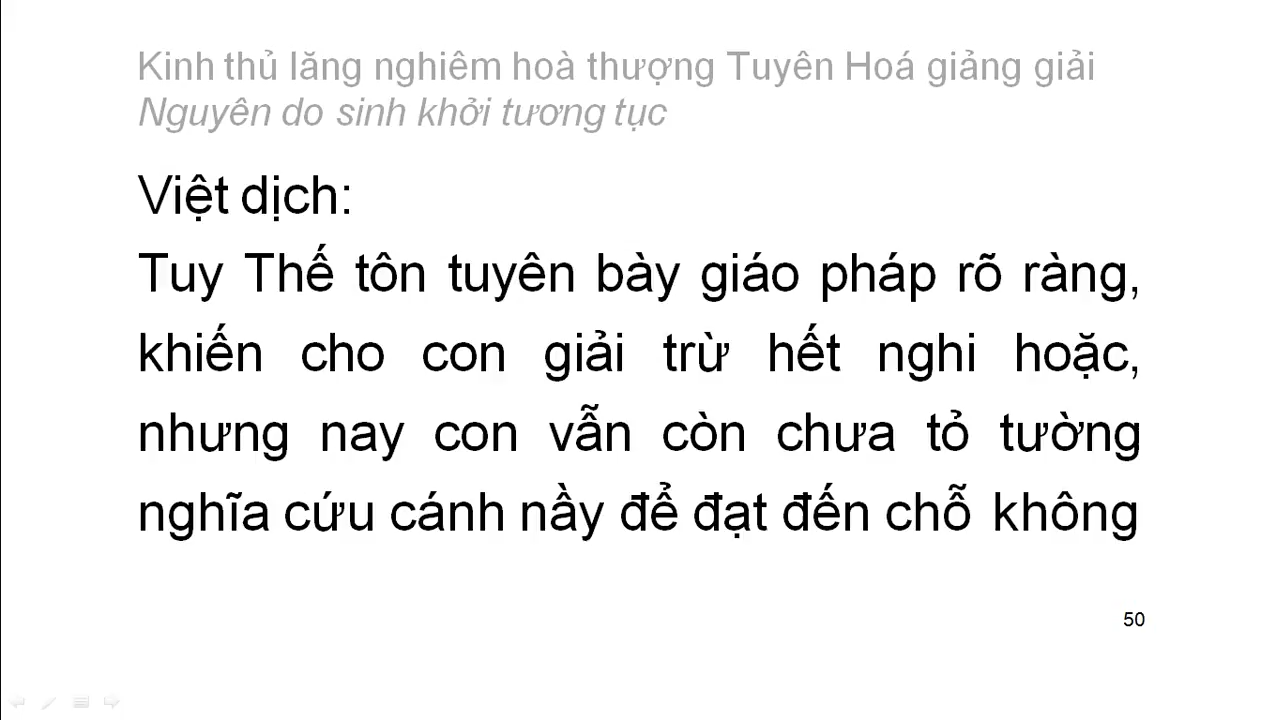 Kinh thủ lăng nghiêm hoà thượng Tuyên Hoá giảng giải
Nguyên do sinh khởi tương tục
Việt dịch:
Tuy Thế tôn tuyên bày giáo pháp rõ ràng,
khiến cho con giải trừ hết nghi hoặc,
nhưng nay con vẫn còn chưa tỏ tường
nghĩa cứu cánh nầy để đạt đến chỗ không
50